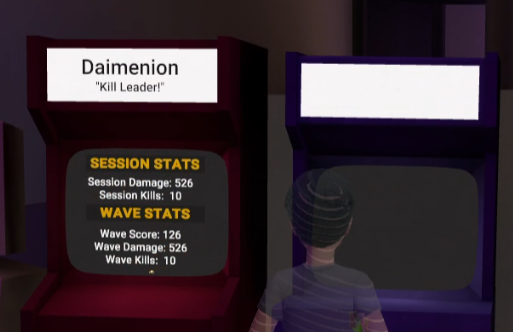 Daimenion
"Kill Leader!"
SESSION STATS
Session Damage: 526
Session Kills: 10
WAVE STATS
Wave Score: 126
Wave Damage: 526
Wave Kills: 10